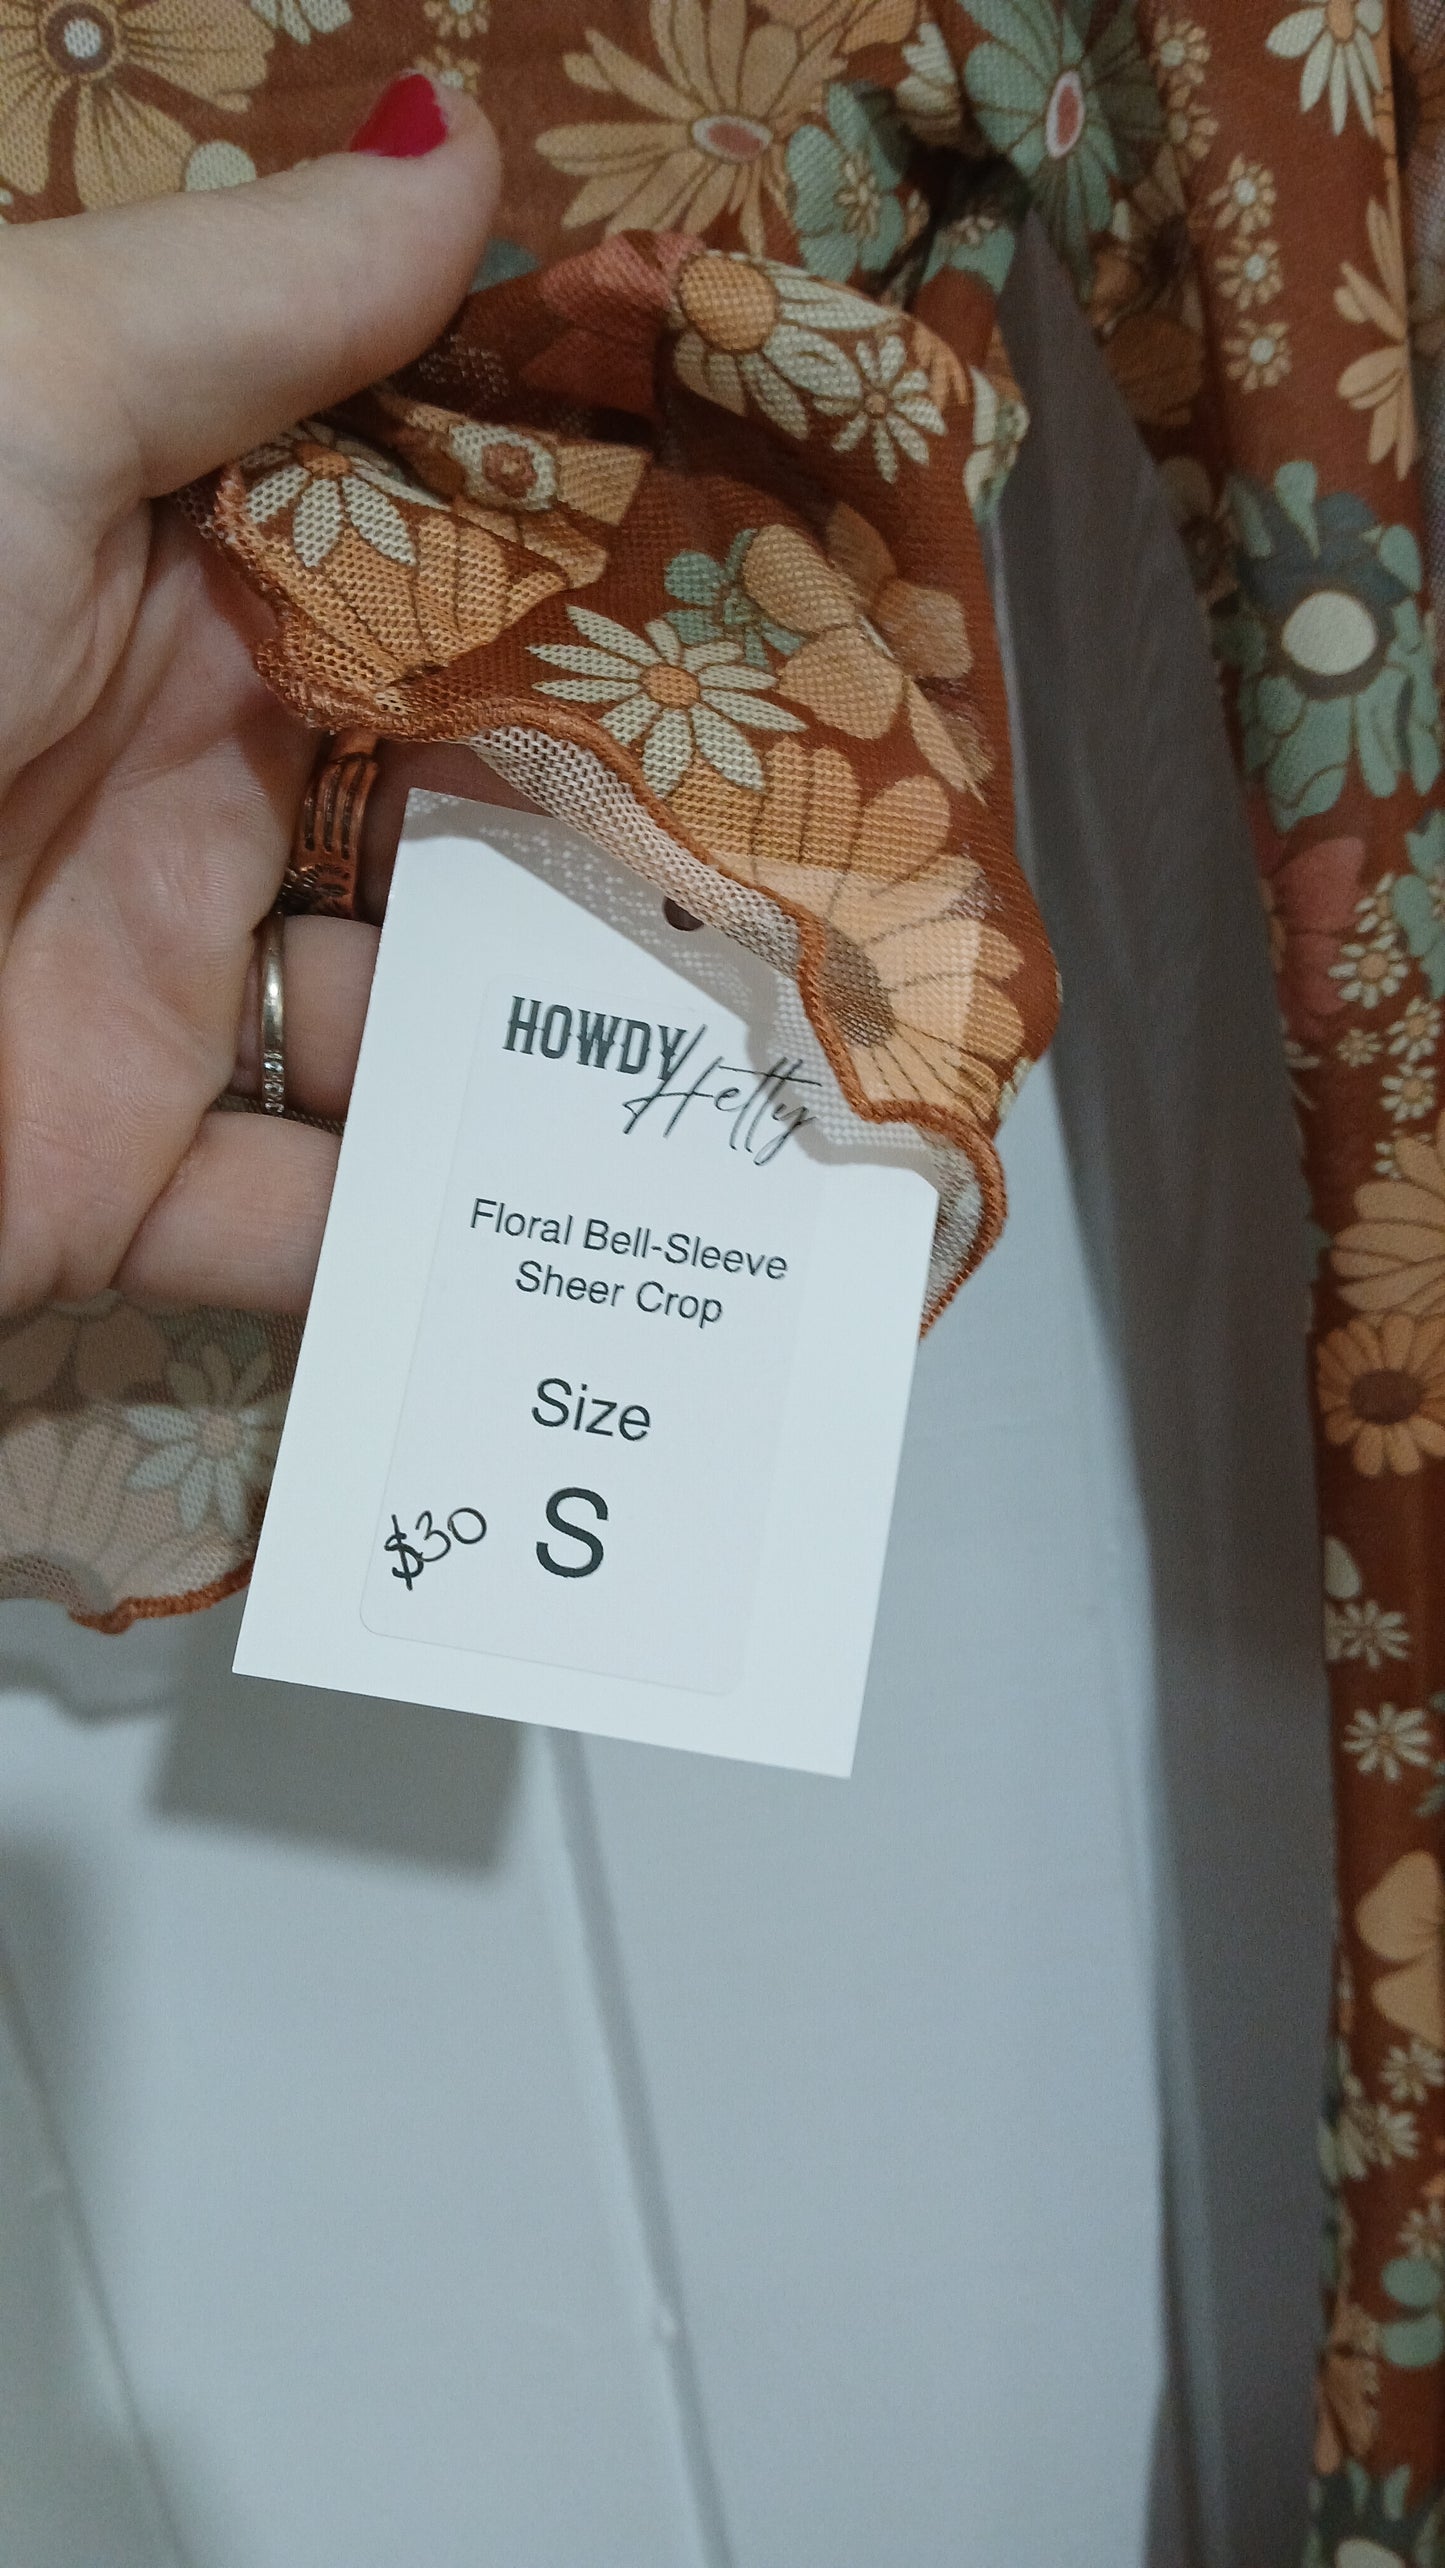 HOWDY Hetty
Floral Bell-Sleeve
Sheer Crop
Size
$30 S